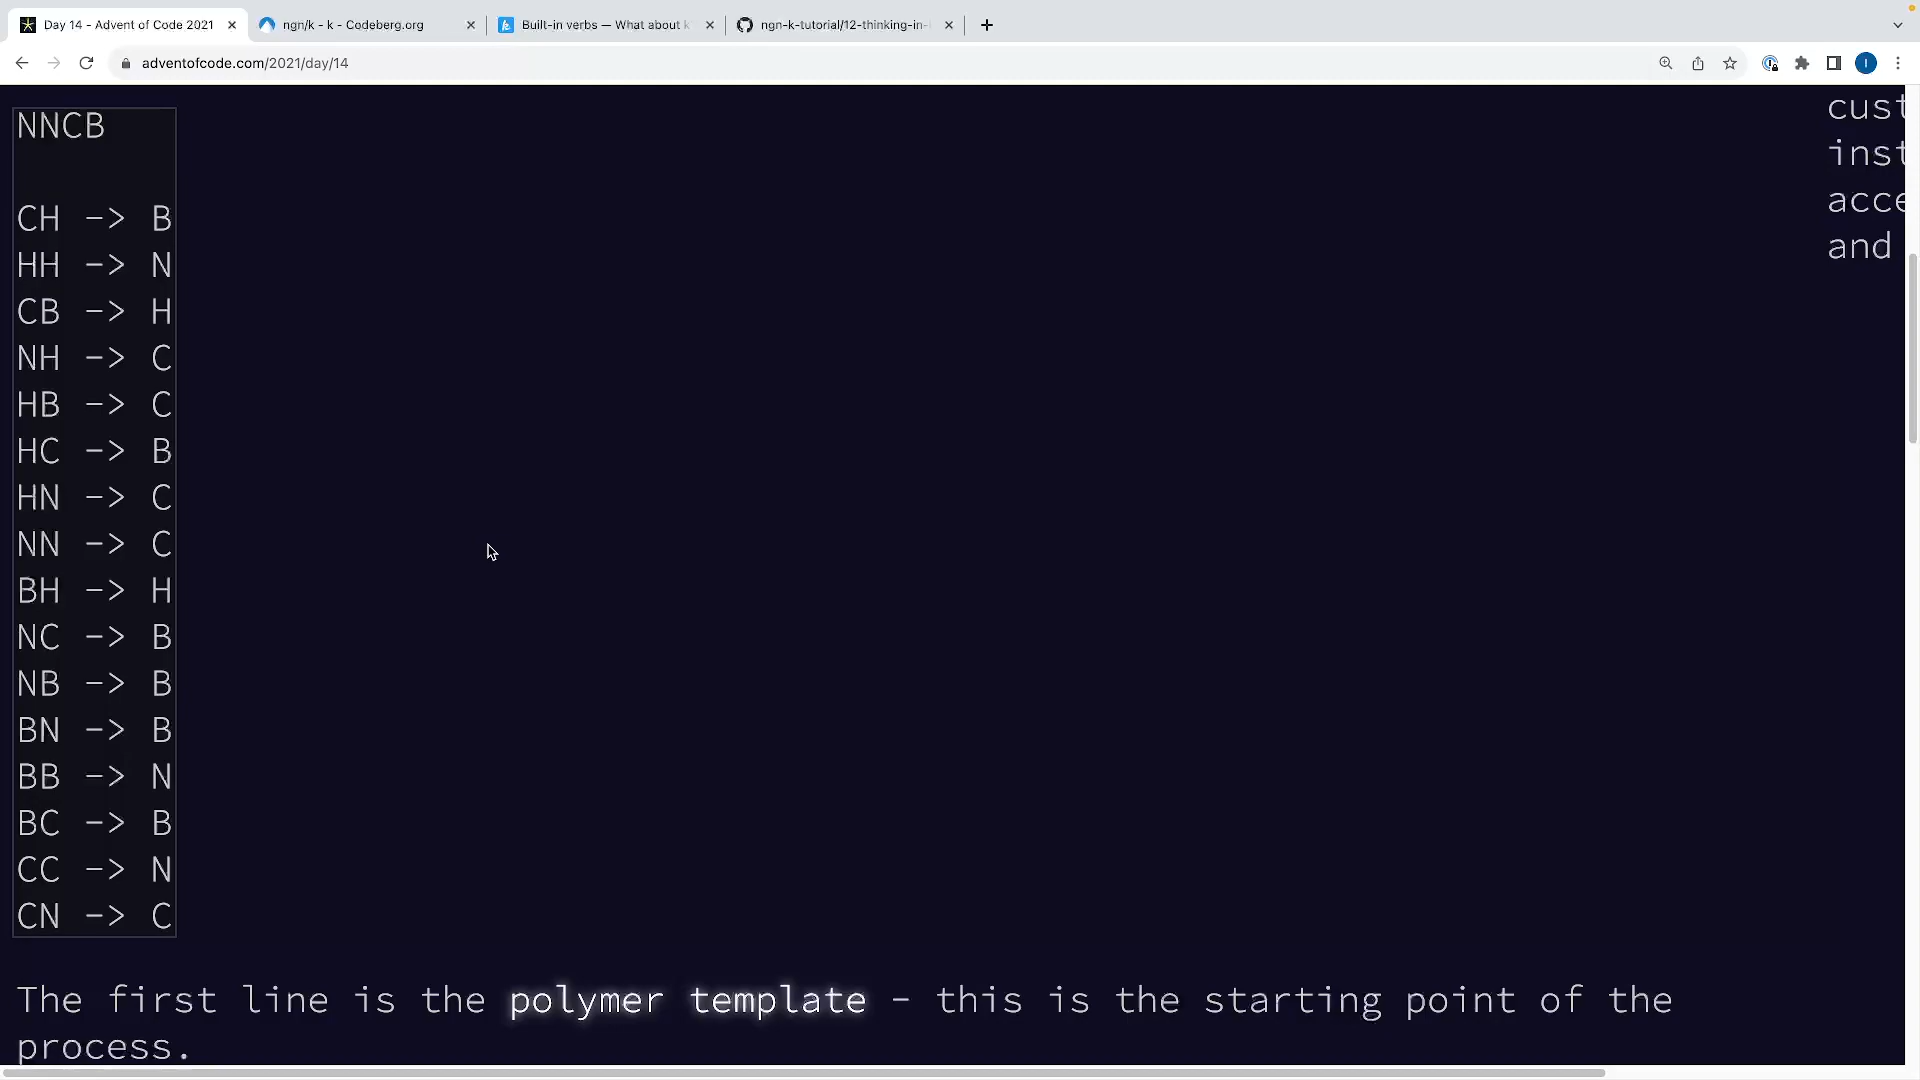 Day 14 - Advent of Code 2021
ngn/k - k - Codeberg.org
Built-in verbs — What about k
ngn-k-tutorial/12-thinking-in-
adventofcode.com/2021/day/14
I
NNCB
CH -> B
HH -> N
CB -> H
NH -> C
HB -> C
HC -> B
HN -> C
NN -> C
BH -> H
NC -> B
NB -> B
BN -> B
BB -> N
BC -> B
CC -> N
CN -> C
The first line is the polymer template - this is the starting point of the
process.
cust
inst
acce
and